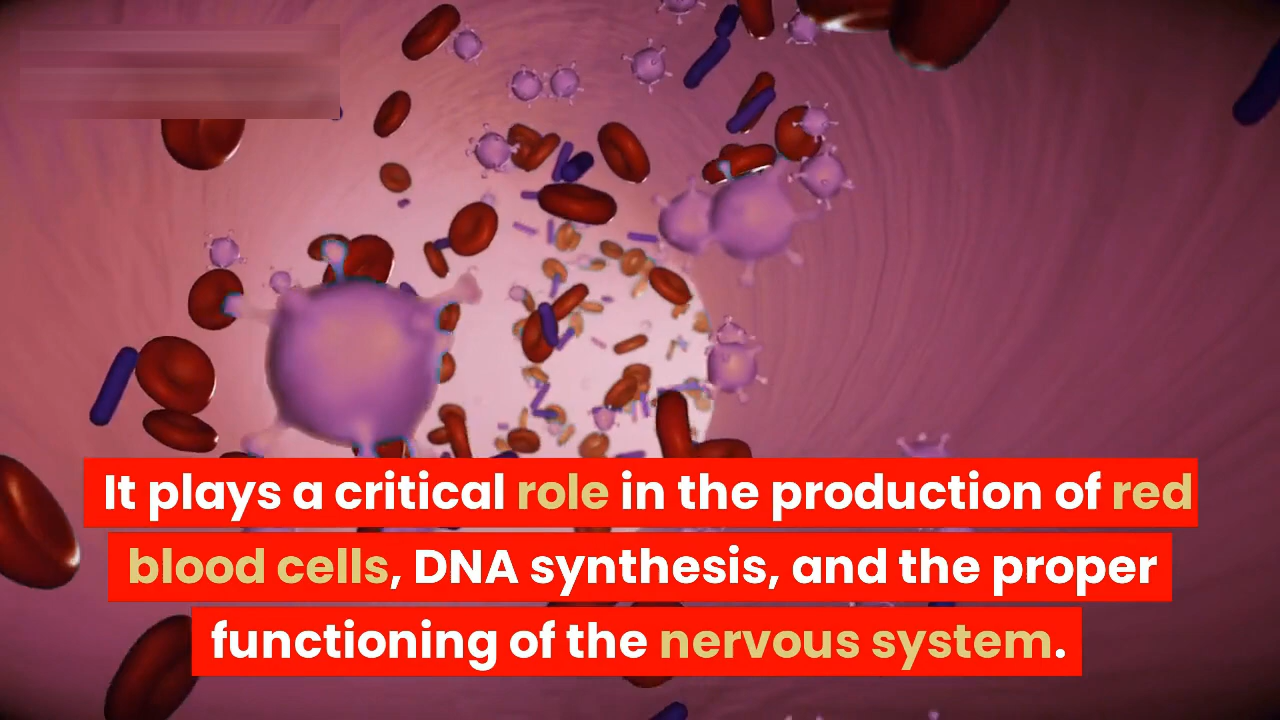 It plays a critical role in the production of red
blood cells, DNA synthesis, and the proper
functioning of the nervous system.